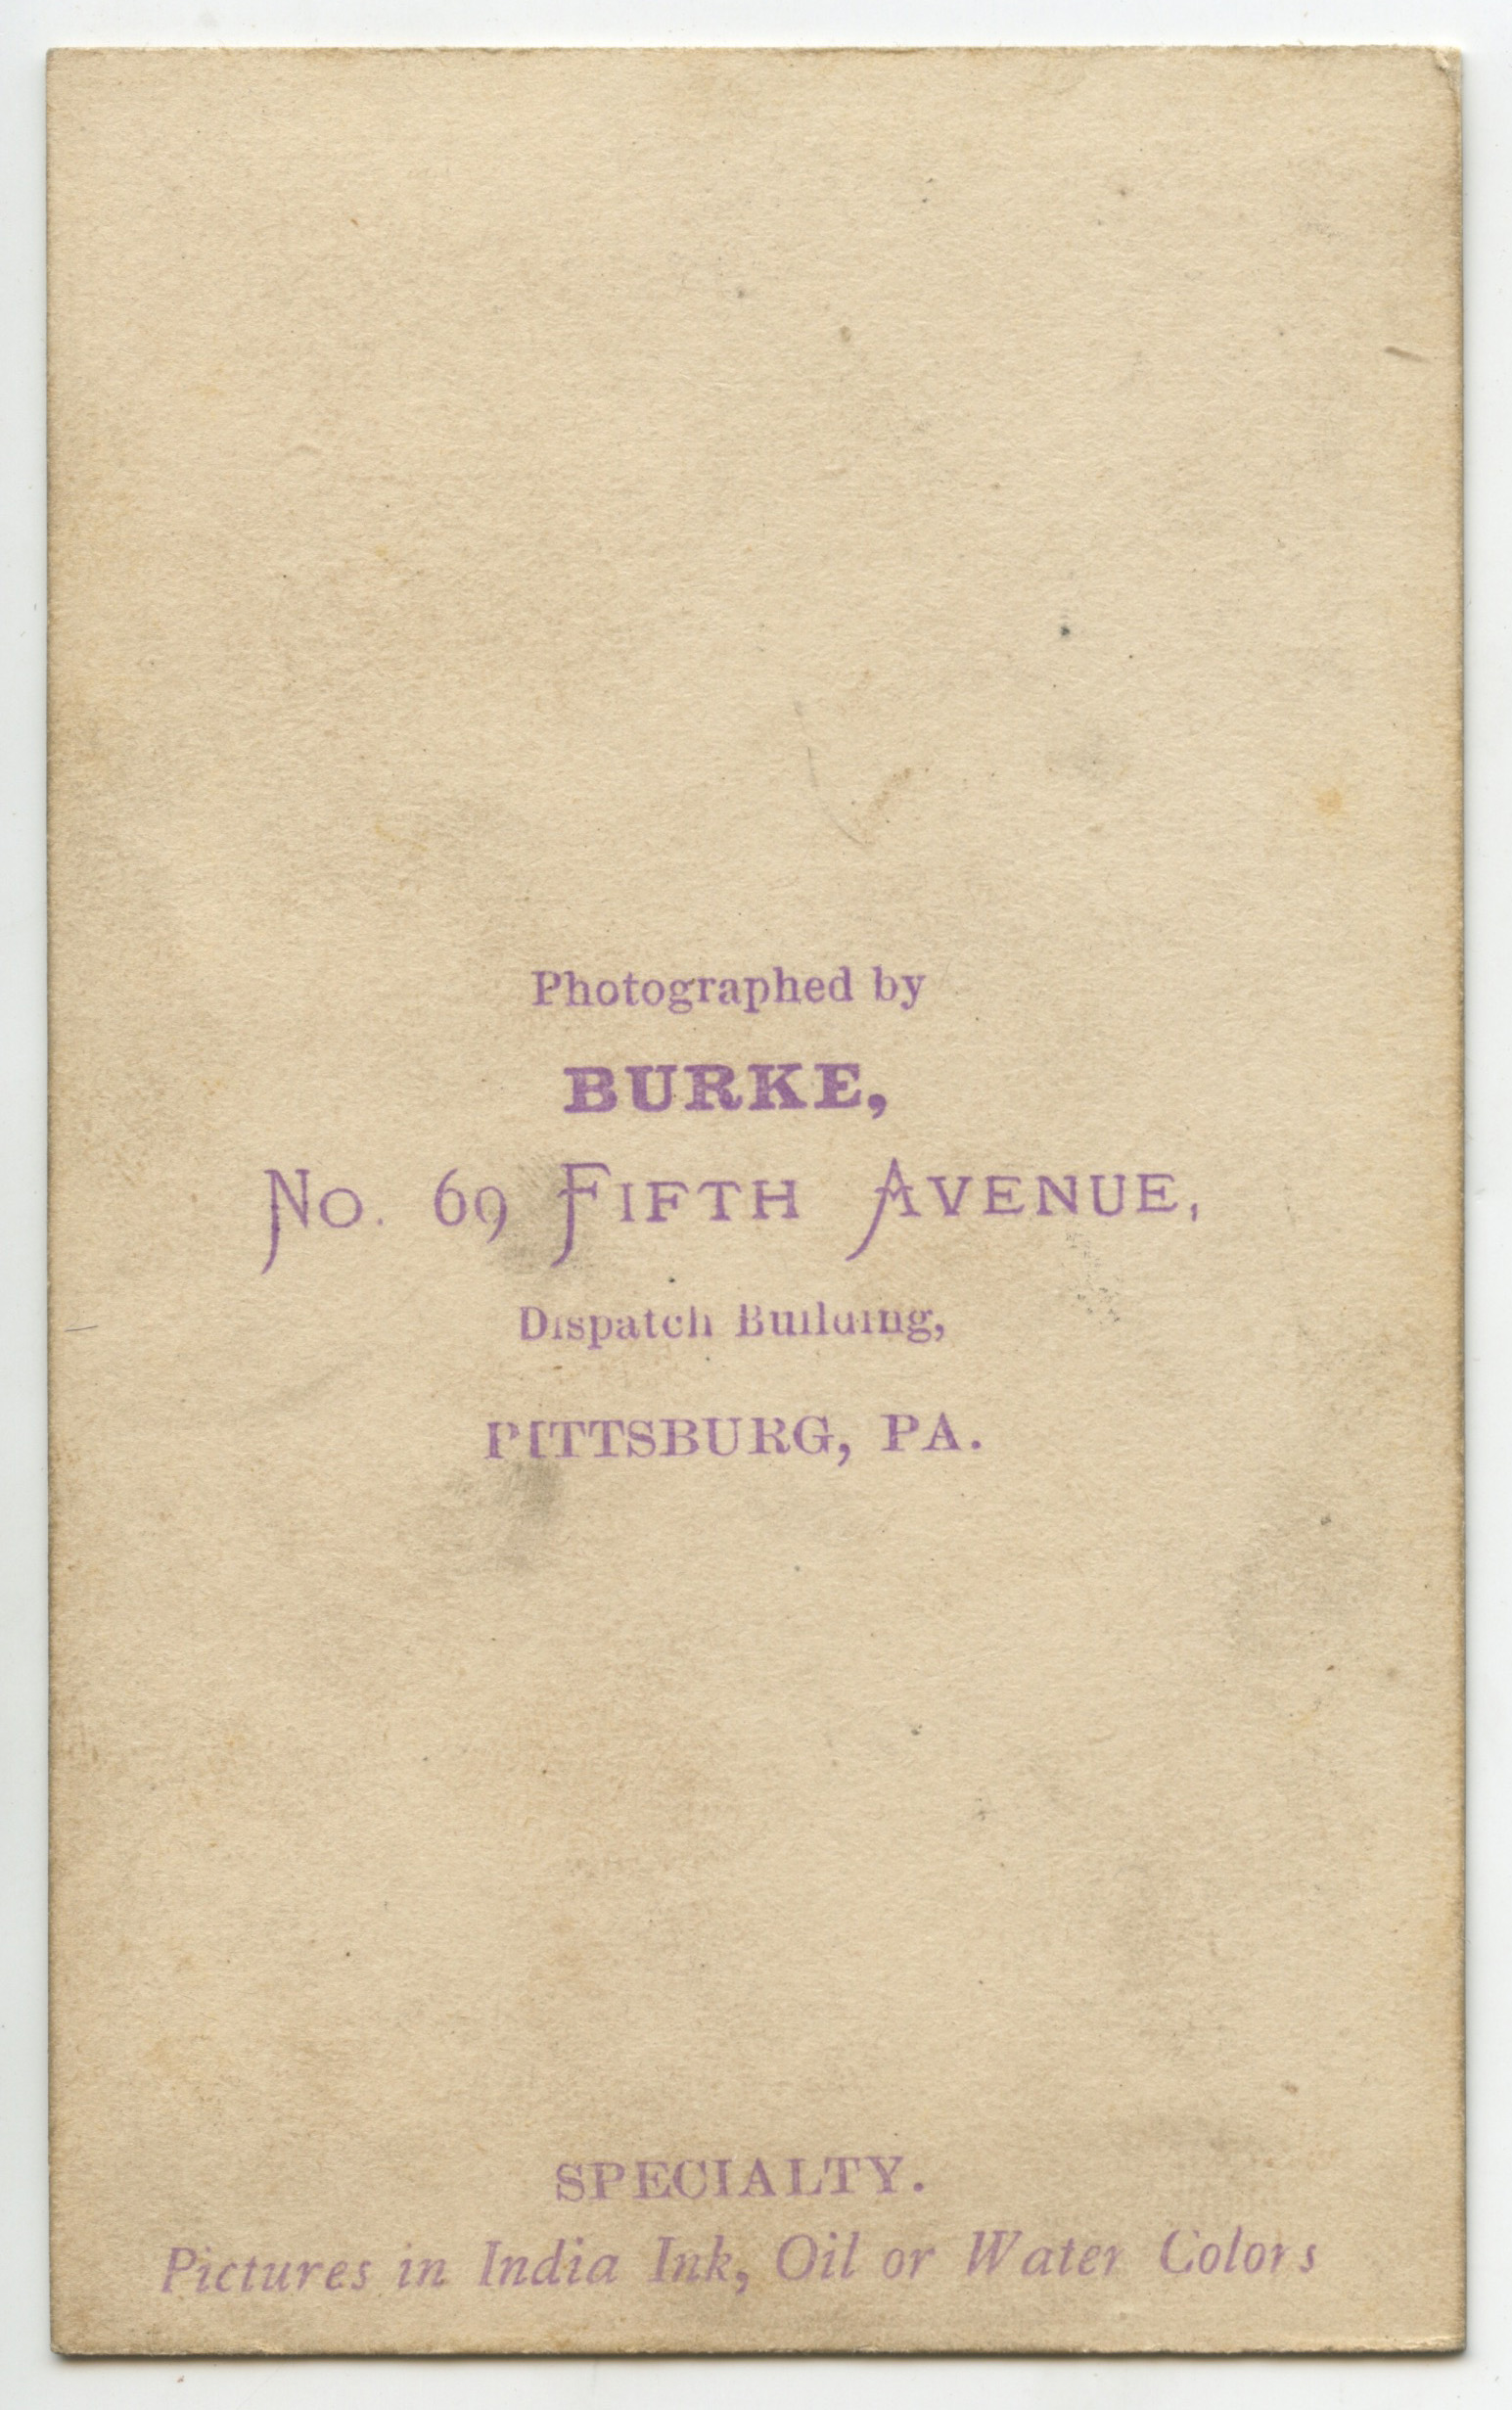 Photographed by
BURKE,
No. 69 FIFTH AVENUE,
Dispatch Building,
PITTSBURG, PA.
SPECIALTY.
Pictures in India Ink, Oil or Water Colors